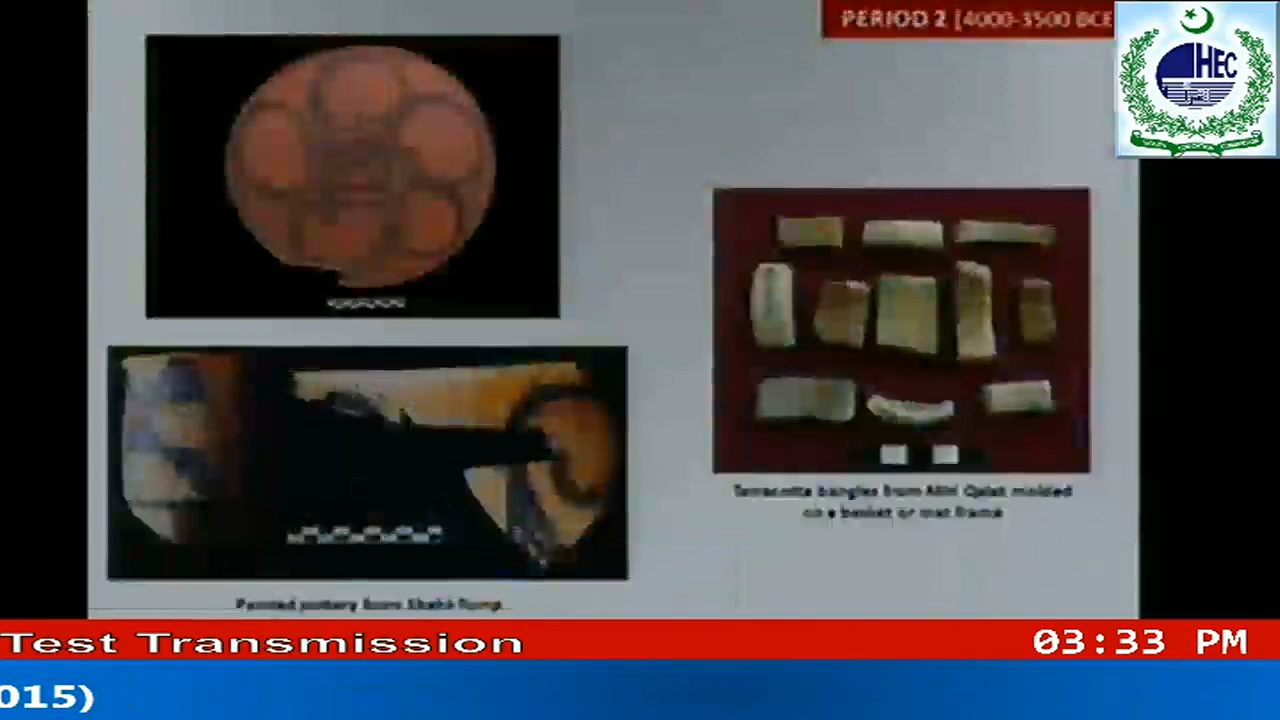 PERIOD 2 [4000-3500 BCE
HEC
Terracotta bangles from Miri Qalat molded
on a basket or mat frame
Painted pottery from Shahi-Tump
Test Transmission
03:33 PM
015)